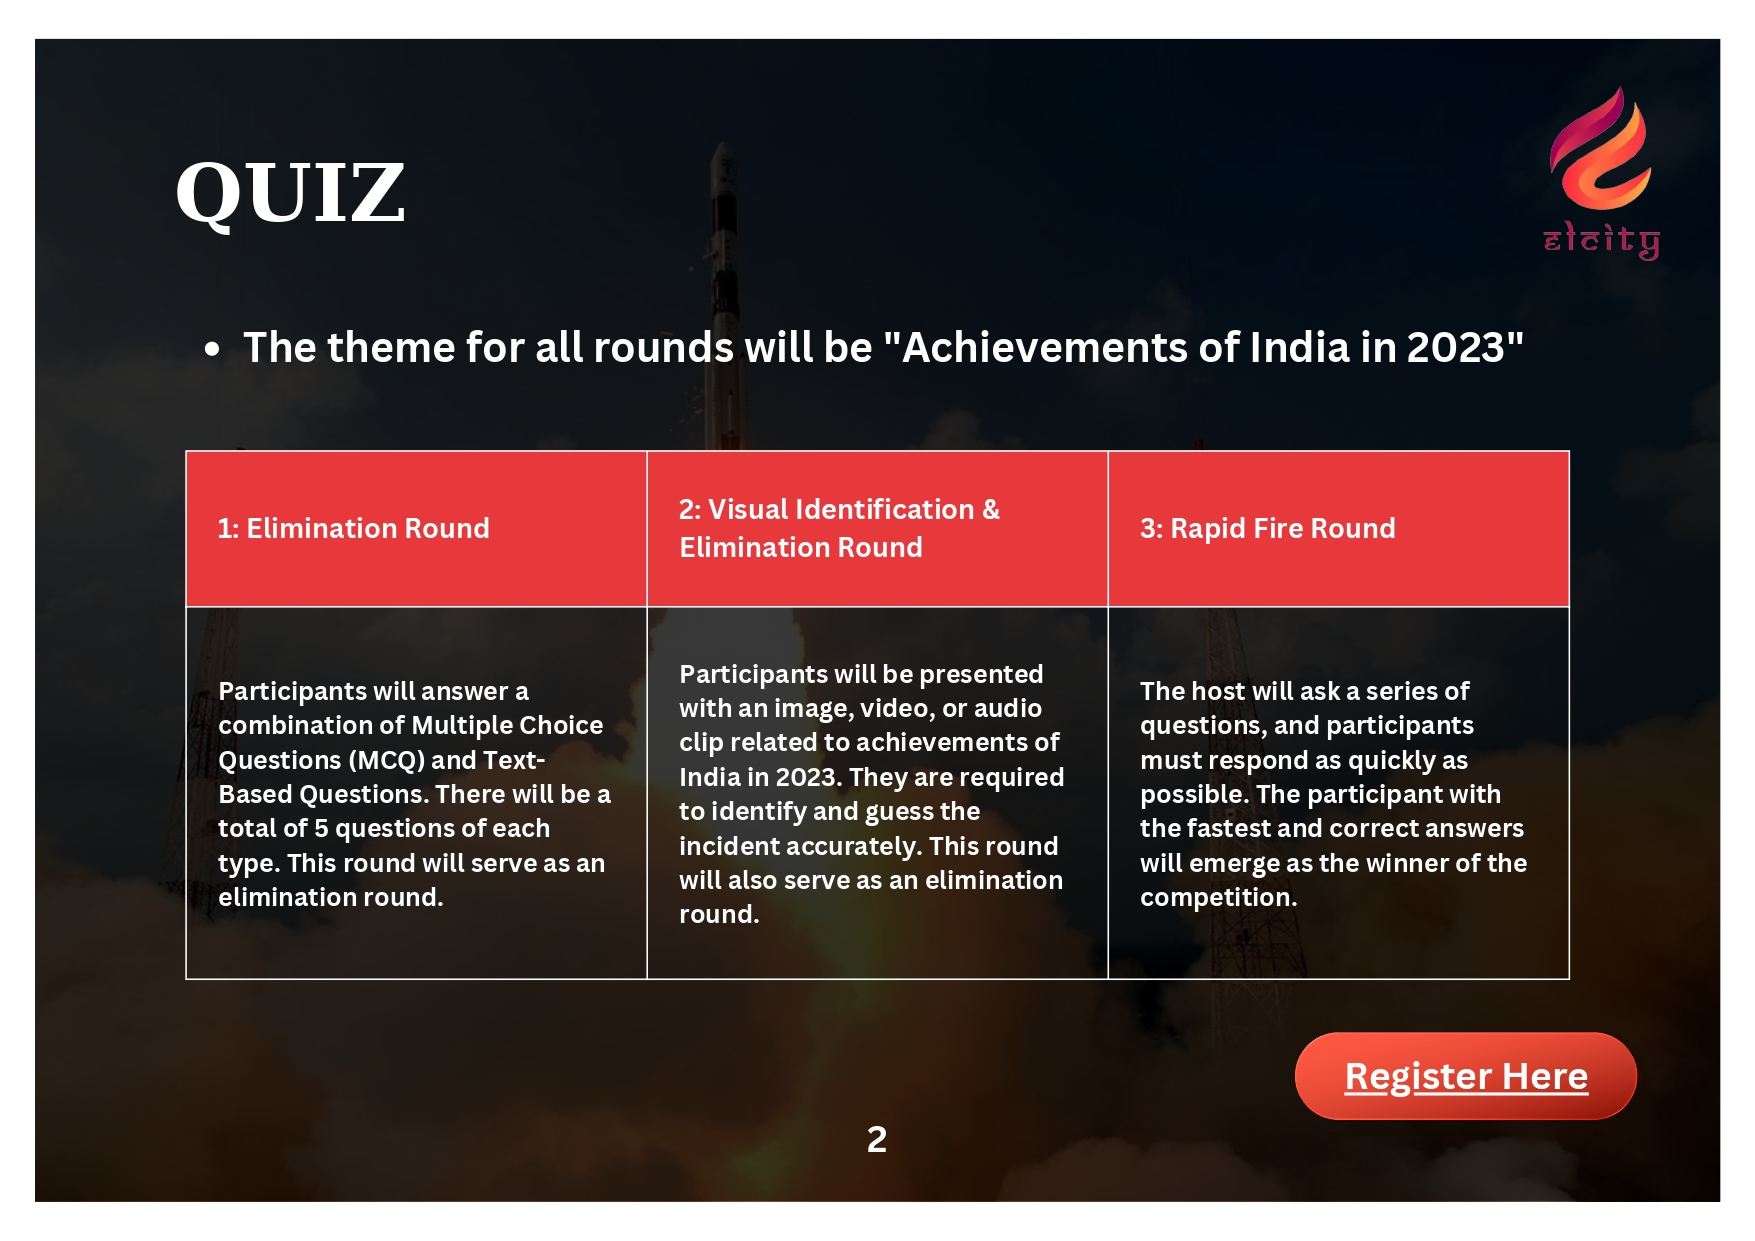 QUIZ
elcity
• The theme for all rounds will be "Achievements of India in 2023"
1: Elimination Round
2: Visual Identification &
Elimination Round
3: Rapid Fire Round
Participants will answer a
combination of Multiple Choice
Questions (MCQ) and Text-
Based Questions. There will be a
total of 5 questions of each
type. This round will serve as an
elimination round.
Participants will be presented
with an image, video, or audio
clip related to achievements of
India in 2023. They are required
to identify and guess the
incident accurately. This round
will also serve as an elimination
round.
The host will ask a series of
questions, and participants
must respond as quickly as
possible. The participant with
the fastest and correct answers
will emerge as the winner of the
competition.
Register Here
2